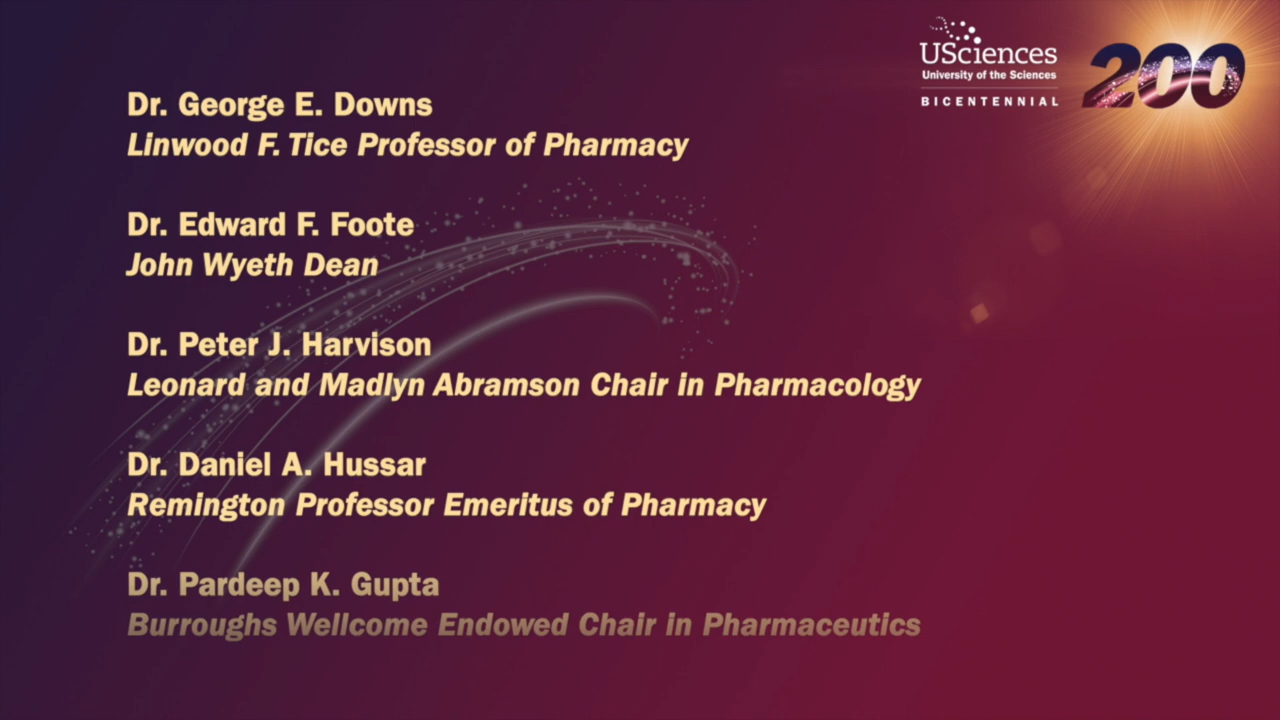 USciences
University of the Sciences
BICENTENNIAL
200
Dr. George E. Downs
Linwood F. Tice Professor of Pharmacy
Dr. Edward F. Foote
John Wyeth Dean
Dr. Peter J. Harvison
Leonard and Madlyn Abramson Chair in Pharmacology
Dr. Daniel A. Hussar
Remington Professor Emeritus of Pharmacy
Dr. Pardeep K. Gupta
Burroughs Wellcome Endowed Chair in Pharmaceutics